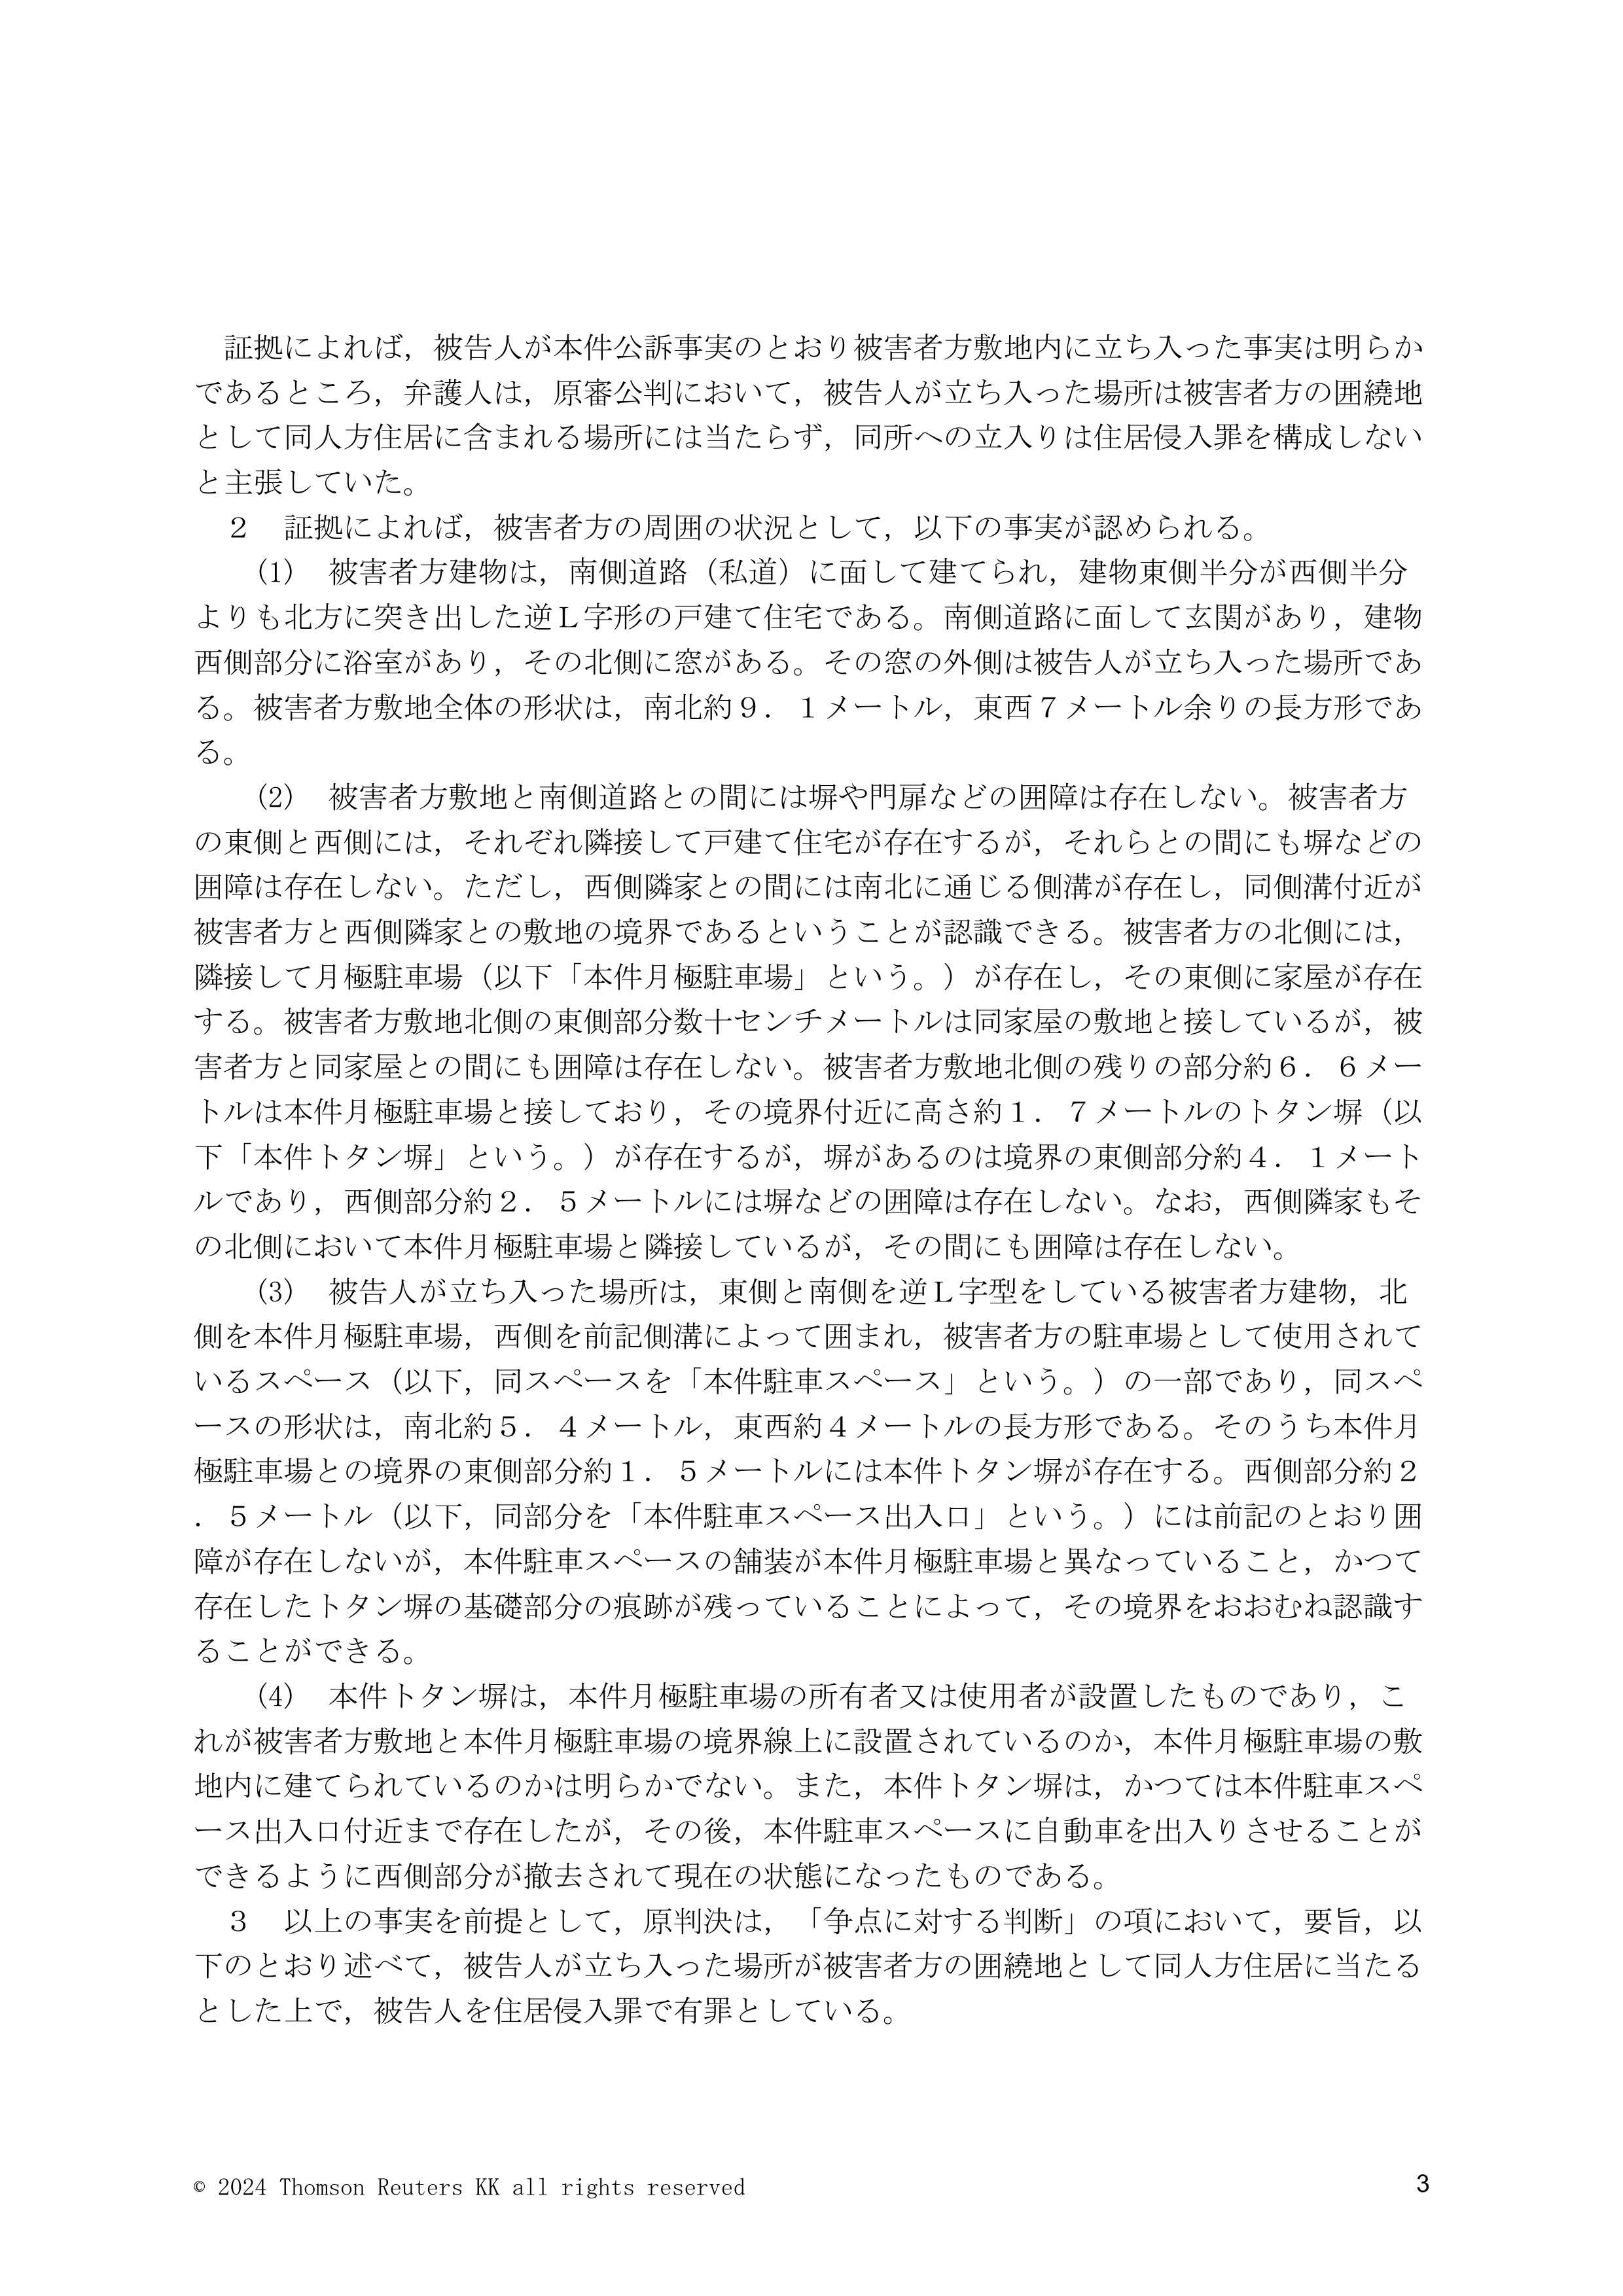 証拠によれば，被告人が本件公訴事実のとおり被害者方敷地内に立ち入った事実は明らか
であるところ，弁護人は，原審公判において，被告人が立ち入った場所は被害者方の囲繞地
として同人方住居に含まれる場所には当たらず，同所への立入りは住居侵入罪を構成しない
と主張していた。
　２　証拠によれば，被害者方の周囲の状況として，以下の事実が認められる。
　　(1)　被害者方建物は，南側道路（私道）に面して建てられ，建物東側半分が西側半分
よりも北方に突き出した逆Ｌ字形の戸建て住宅である。南側道路に面して玄関があり，建物
西側部分に浴室があり，その北側に窓がある。その窓の外側は被告人が立ち入った場所であ
る。被害者方敷地全体の形状は，南北約９．１メートル，東西７メートル余りの長方形であ
る。
　　(2)　被害者方敷地と南側道路との間には塀や門扉などの囲障は存在しない。被害者方
の東側と西側には，それぞれ隣接して戸建て住宅が存在するが，それらとの間にも塀などの
囲障は存在しない。ただし，西側隣家との間には南北に通じる側溝が存在し，同側溝付近が
被害者方と西側隣家との敷地の境界であるということが認識できる。被害者方の北側には，
隣接して月極駐車場（以下「本件月極駐車場」という。）が存在し，その東側に家屋が存在
する。被害者方敷地北側の東側部分数十センチメートルは同家屋の敷地と接しているが，被
害者方と同家屋との間にも囲障は存在しない。被害者方敷地北側の残りの部分約６．６メー
トルは本件月極駐車場と接しており，その境界付近に高さ約１．７メートルのトタン塀（以
下「本件トタン塀」という。）が存在するが，塀があるのは境界の東側部分約４．１メート
ルであり，西側部分約２．５メートルには塀などの囲障は存在しない。なお，西側隣家もそ
の北側において本件月極駐車場と隣接しているが，その間にも囲障は存在しない。
　　(3)　被告人が立ち入った場所は，東側と南側を逆Ｌ字型をしている被害者方建物，北
側を本件月極駐車場，西側を前記側溝によって囲まれ，被害者方の駐車場として使用されて
いるスペース（以下，同スペースを「本件駐車スペース」という。）の一部であり，同スペ
ースの形状は，南北約５．４メートル，東西約４メートルの長方形である。そのうち本件月
極駐車場との境界の東側部分約１．５メートルには本件トタン塀が存在する。西側部分約２
．５メートル（以下，同部分を「本件駐車スペース出入口」という。）には前記のとおり囲
障が存在しないが，本件駐車スペースの舗装が本件月極駐車場と異なっていること，かつて
存在したトタン塀の基礎部分の痕跡が残っていることによって，その境界をおおむね認識す
ることができる。
　　(4)　本件トタン塀は，本件月極駐車場の所有者又は使用者が設置したものであり，こ
れが被害者方敷地と本件月極駐車場の境界線上に設置されているのか，本件月極駐車場の敷
地内に建てられているのかは明らかでない。また，本件トタン塀は，かつては本件駐車スペ
ース出入口付近まで存在したが，その後，本件駐車スペースに自動車を出入りさせることが
できるように西側部分が撤去されて現在の状態になったものである。
　３　以上の事実を前提として，原判決は，「争点に対する判断」の項において，要旨，以
下のとおり述べて，被告人が立ち入った場所が被害者方の囲繞地として同人方住居に当たる
とした上で，被告人を住居侵入罪で有罪としている。
© 2024 Thomson Reuters KK all rights reserved
3